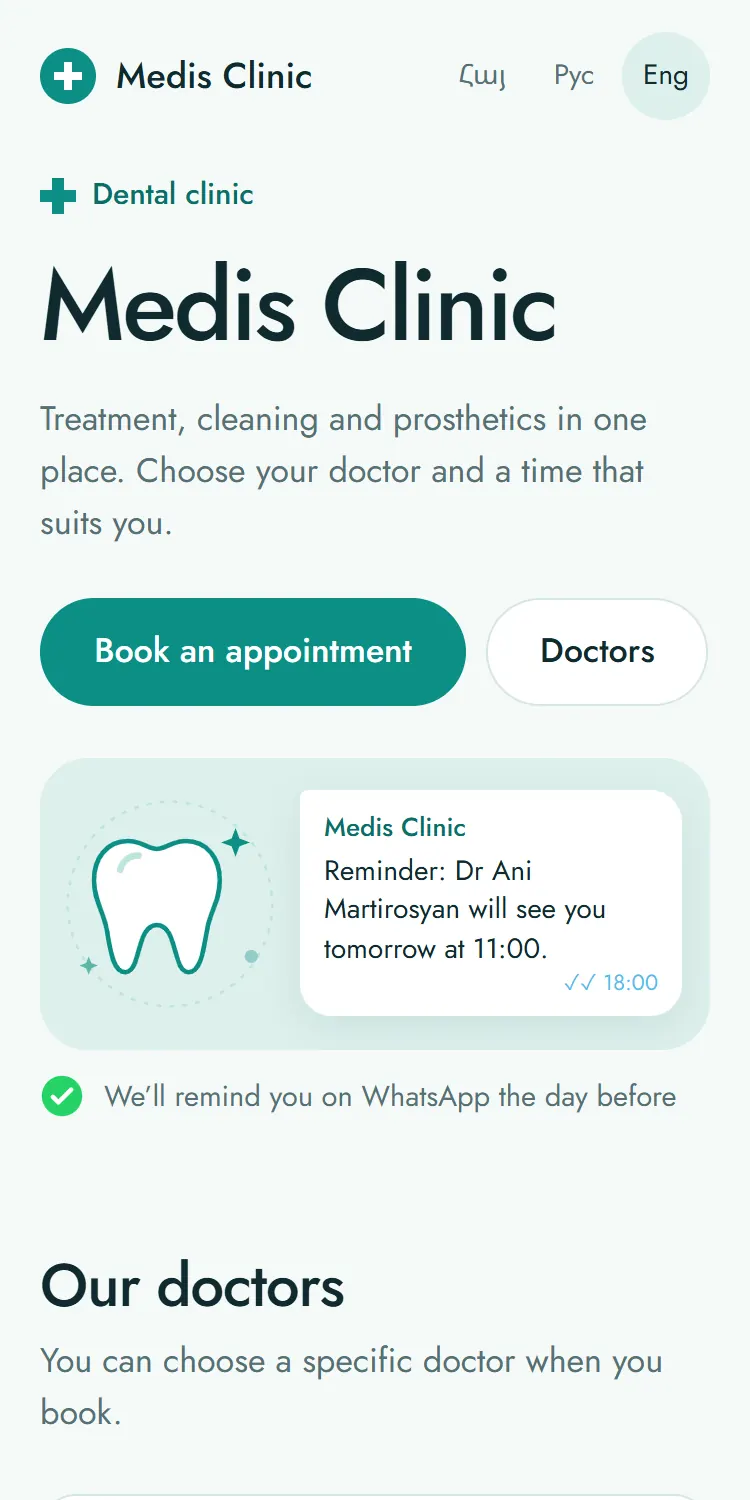 Medis Clinic
Հայ Рус Eng
Dental clinic
Medis Clinic
Treatment, cleaning and prosthetics in one
place. Choose your doctor and a time that
suits you.
Book an appointment
Doctors
Medis Clinic
Reminder: Dr Ani
Martirosyan will see you
tomorrow at 11:00.
✓✓ 18:00
We’ll remind you on WhatsApp the day before
Our doctors
You can choose a specific doctor when you
book.